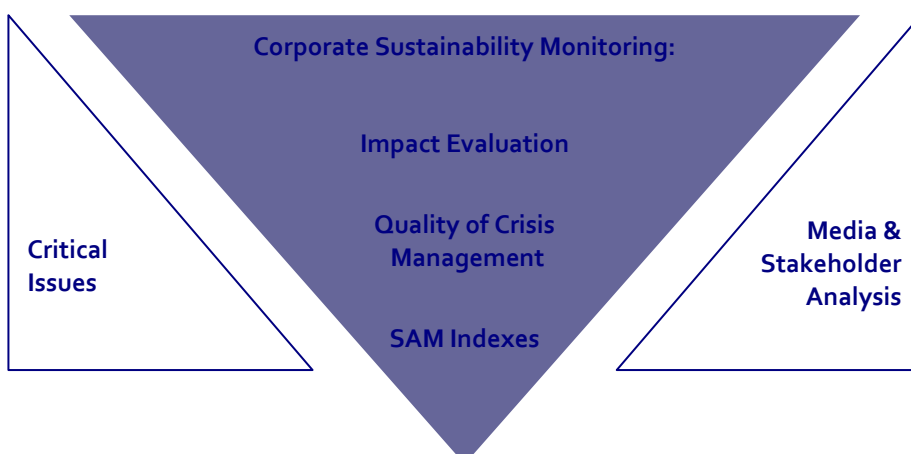 Corporate Sustainability Monitoring:
Impact Evaluation
Quality of Crisis
Management
SAM Indexes
Critical
Issues
Media &
Stakeholder
Analysis